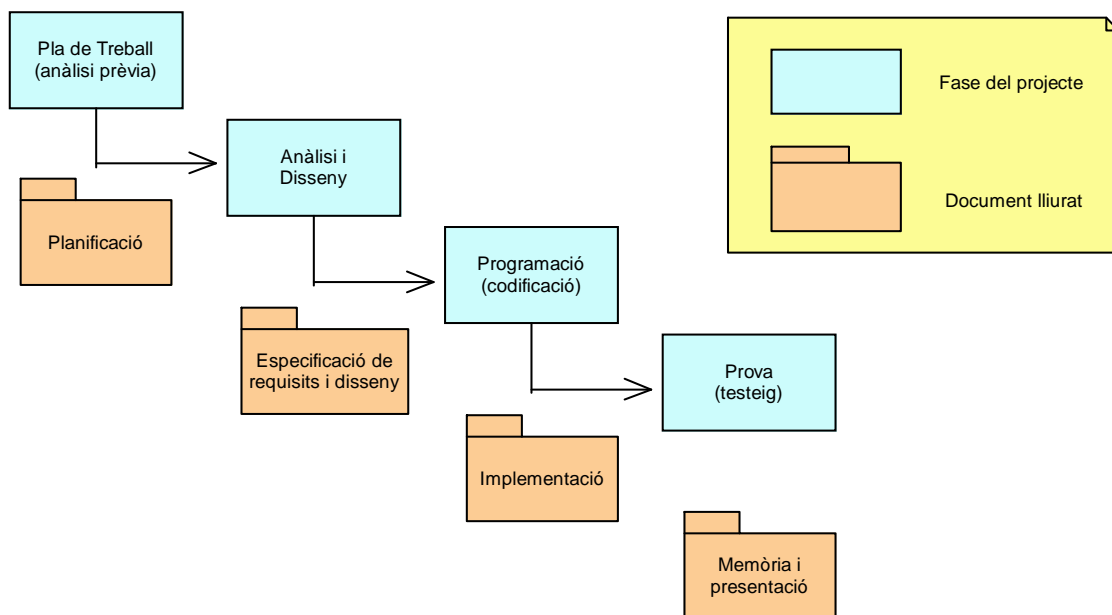 Pla de Treball
(anàlisi prèvia)
Fase del projecte
Anàlisi i
Disseny
Document lliurat
Planificació
Programació
(codificació)
Especificació de
requisits i disseny
Prova
(testeig)
Implementació
Memòria i
presentació